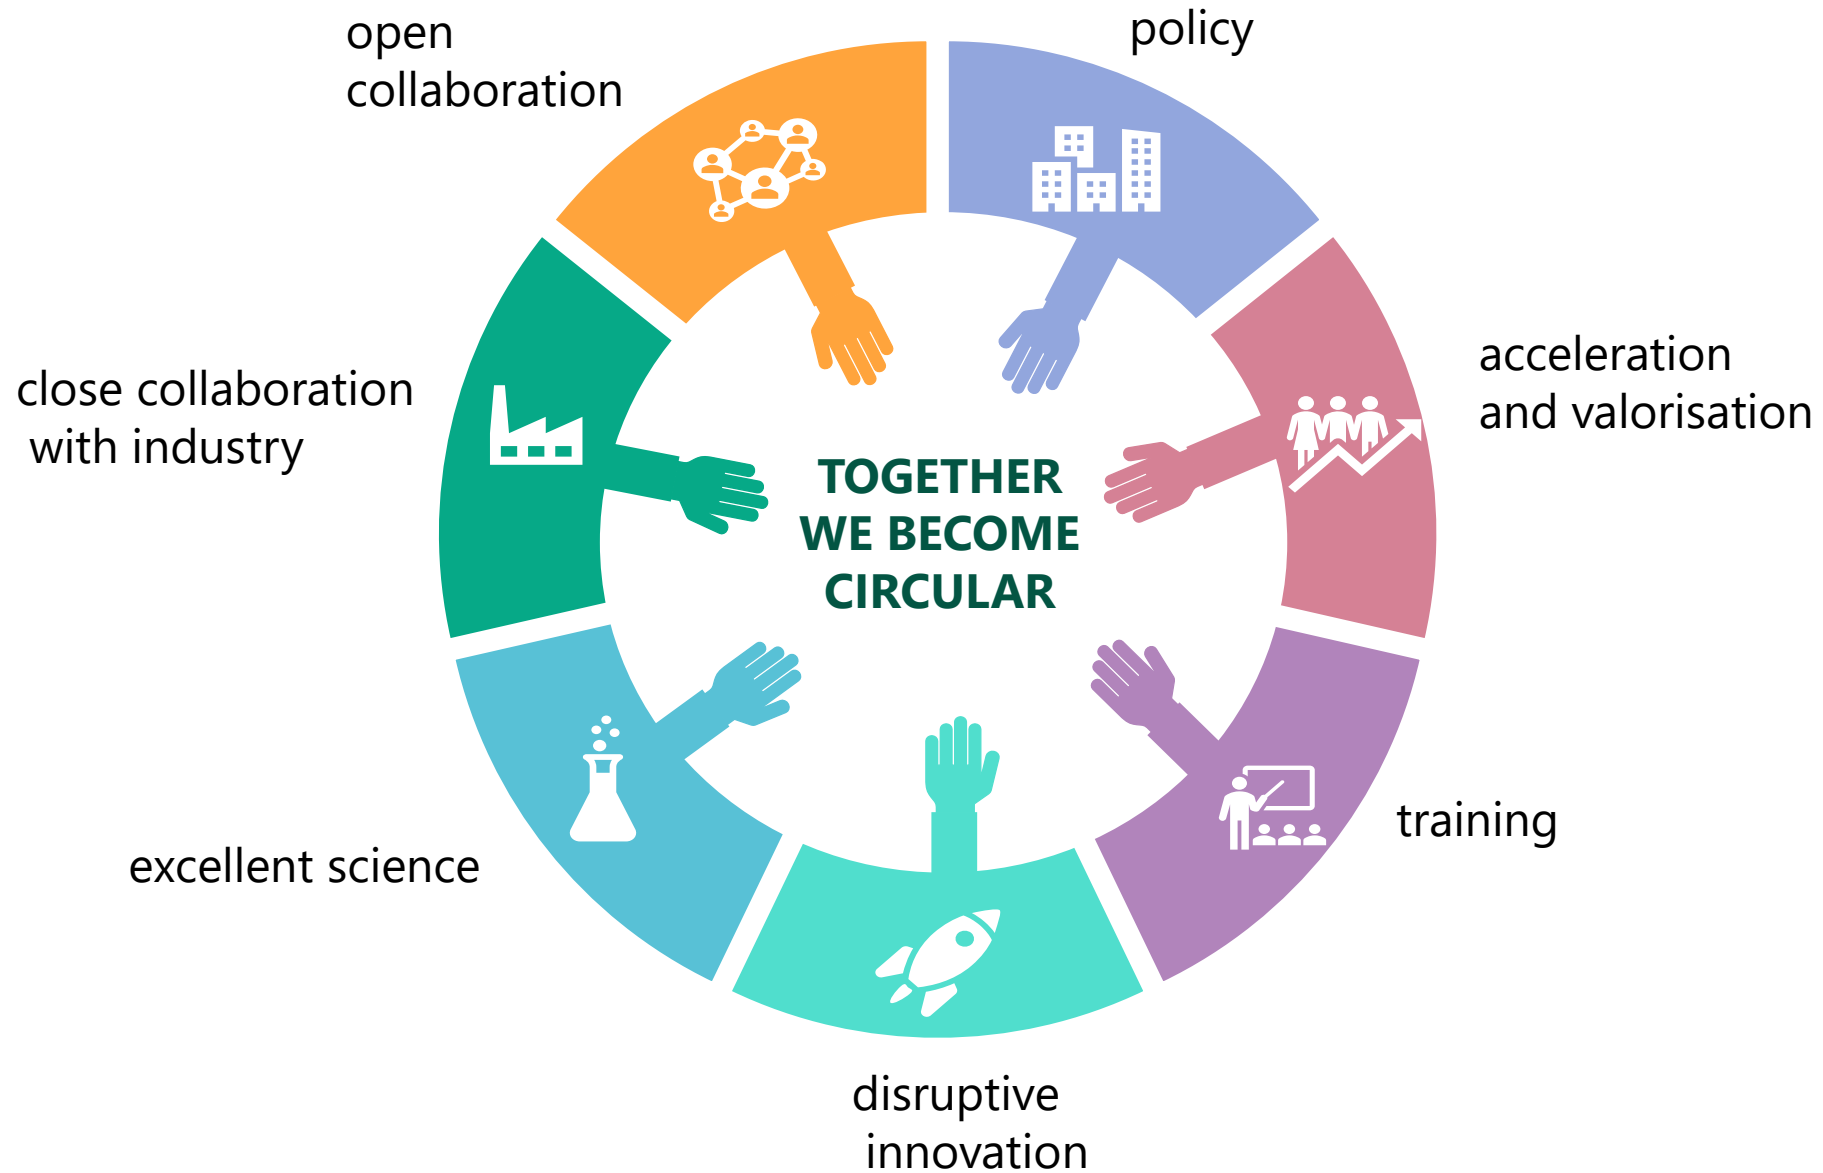 open
collaboration
policy
acceleration
and valorisation
close collaboration
with industry
TOGETHER
WE BECOME
CIRCULAR
training
excellent science
disruptive
innovation